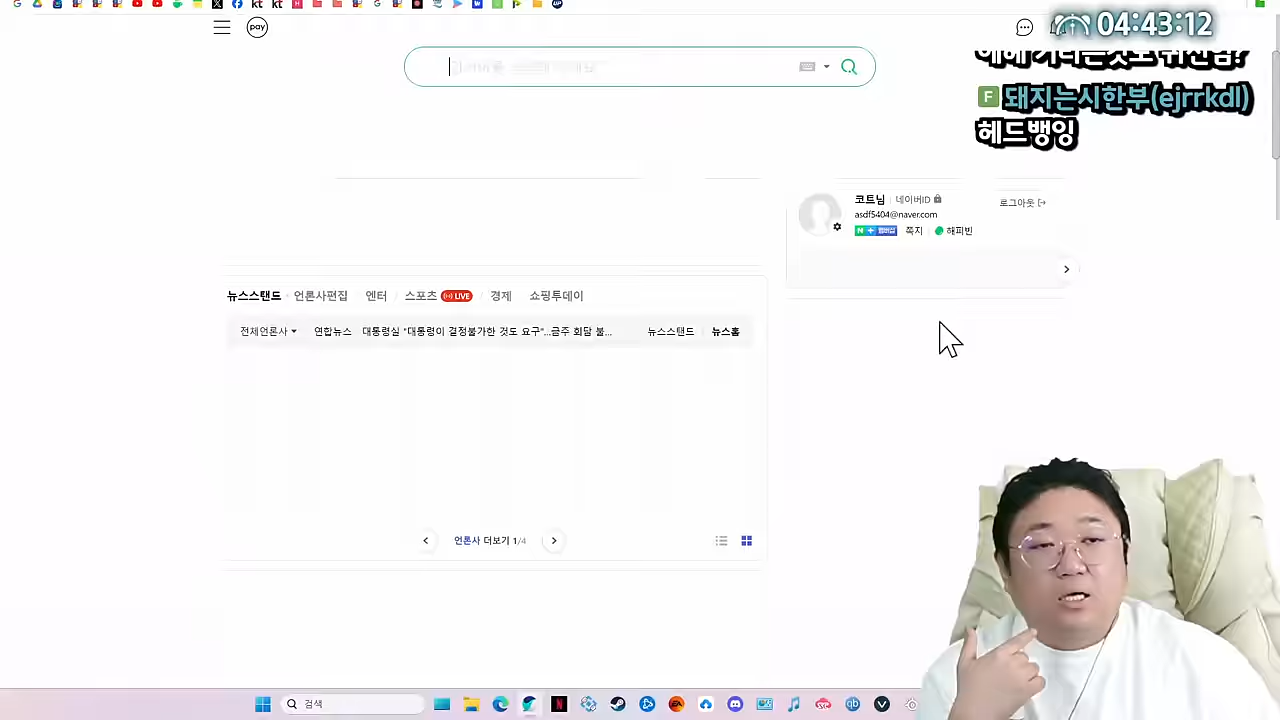 pay
04:43:12
F 돼지는시한부(ejrrkdl)
헤드뱅잉
코트님 네이버ID
로그아웃
asdf5404@naver.com
N + 멤버십 쪽지 해피빈
뉴스스탠드 · 언론사편집 엔터 스포츠 LIVE 경제 쇼핑투데이
전체언론사 연합뉴스 대통령실 "대통령이 결정불가한 것도 요구"...금주 회담 불... 뉴스스탠드 뉴스홈
언론사 더보기 1/4
검색